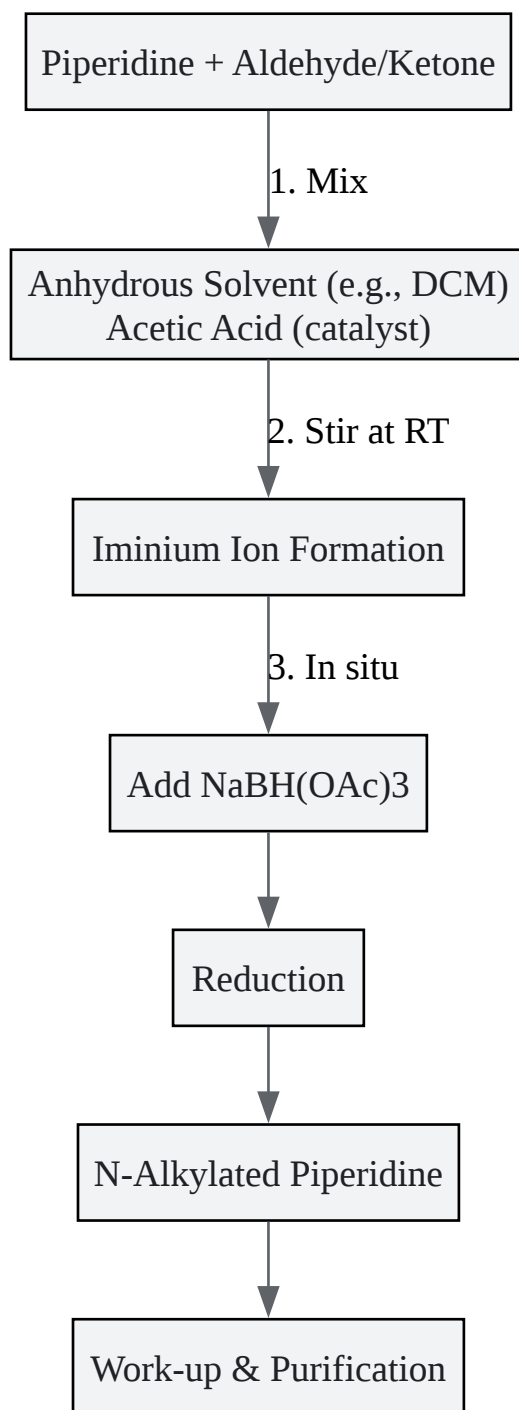 Piperidine + Aldehyde/Ketone
1. Mix
Anhydrous Solvent (e.g., DCM)
Acetic Acid (catalyst)
2. Stir at RT
Iminium Ion Formation
3. In situ
Add NaBH(OAc)3
Reduction
N-Alkylated Piperidine
Work-up & Purification